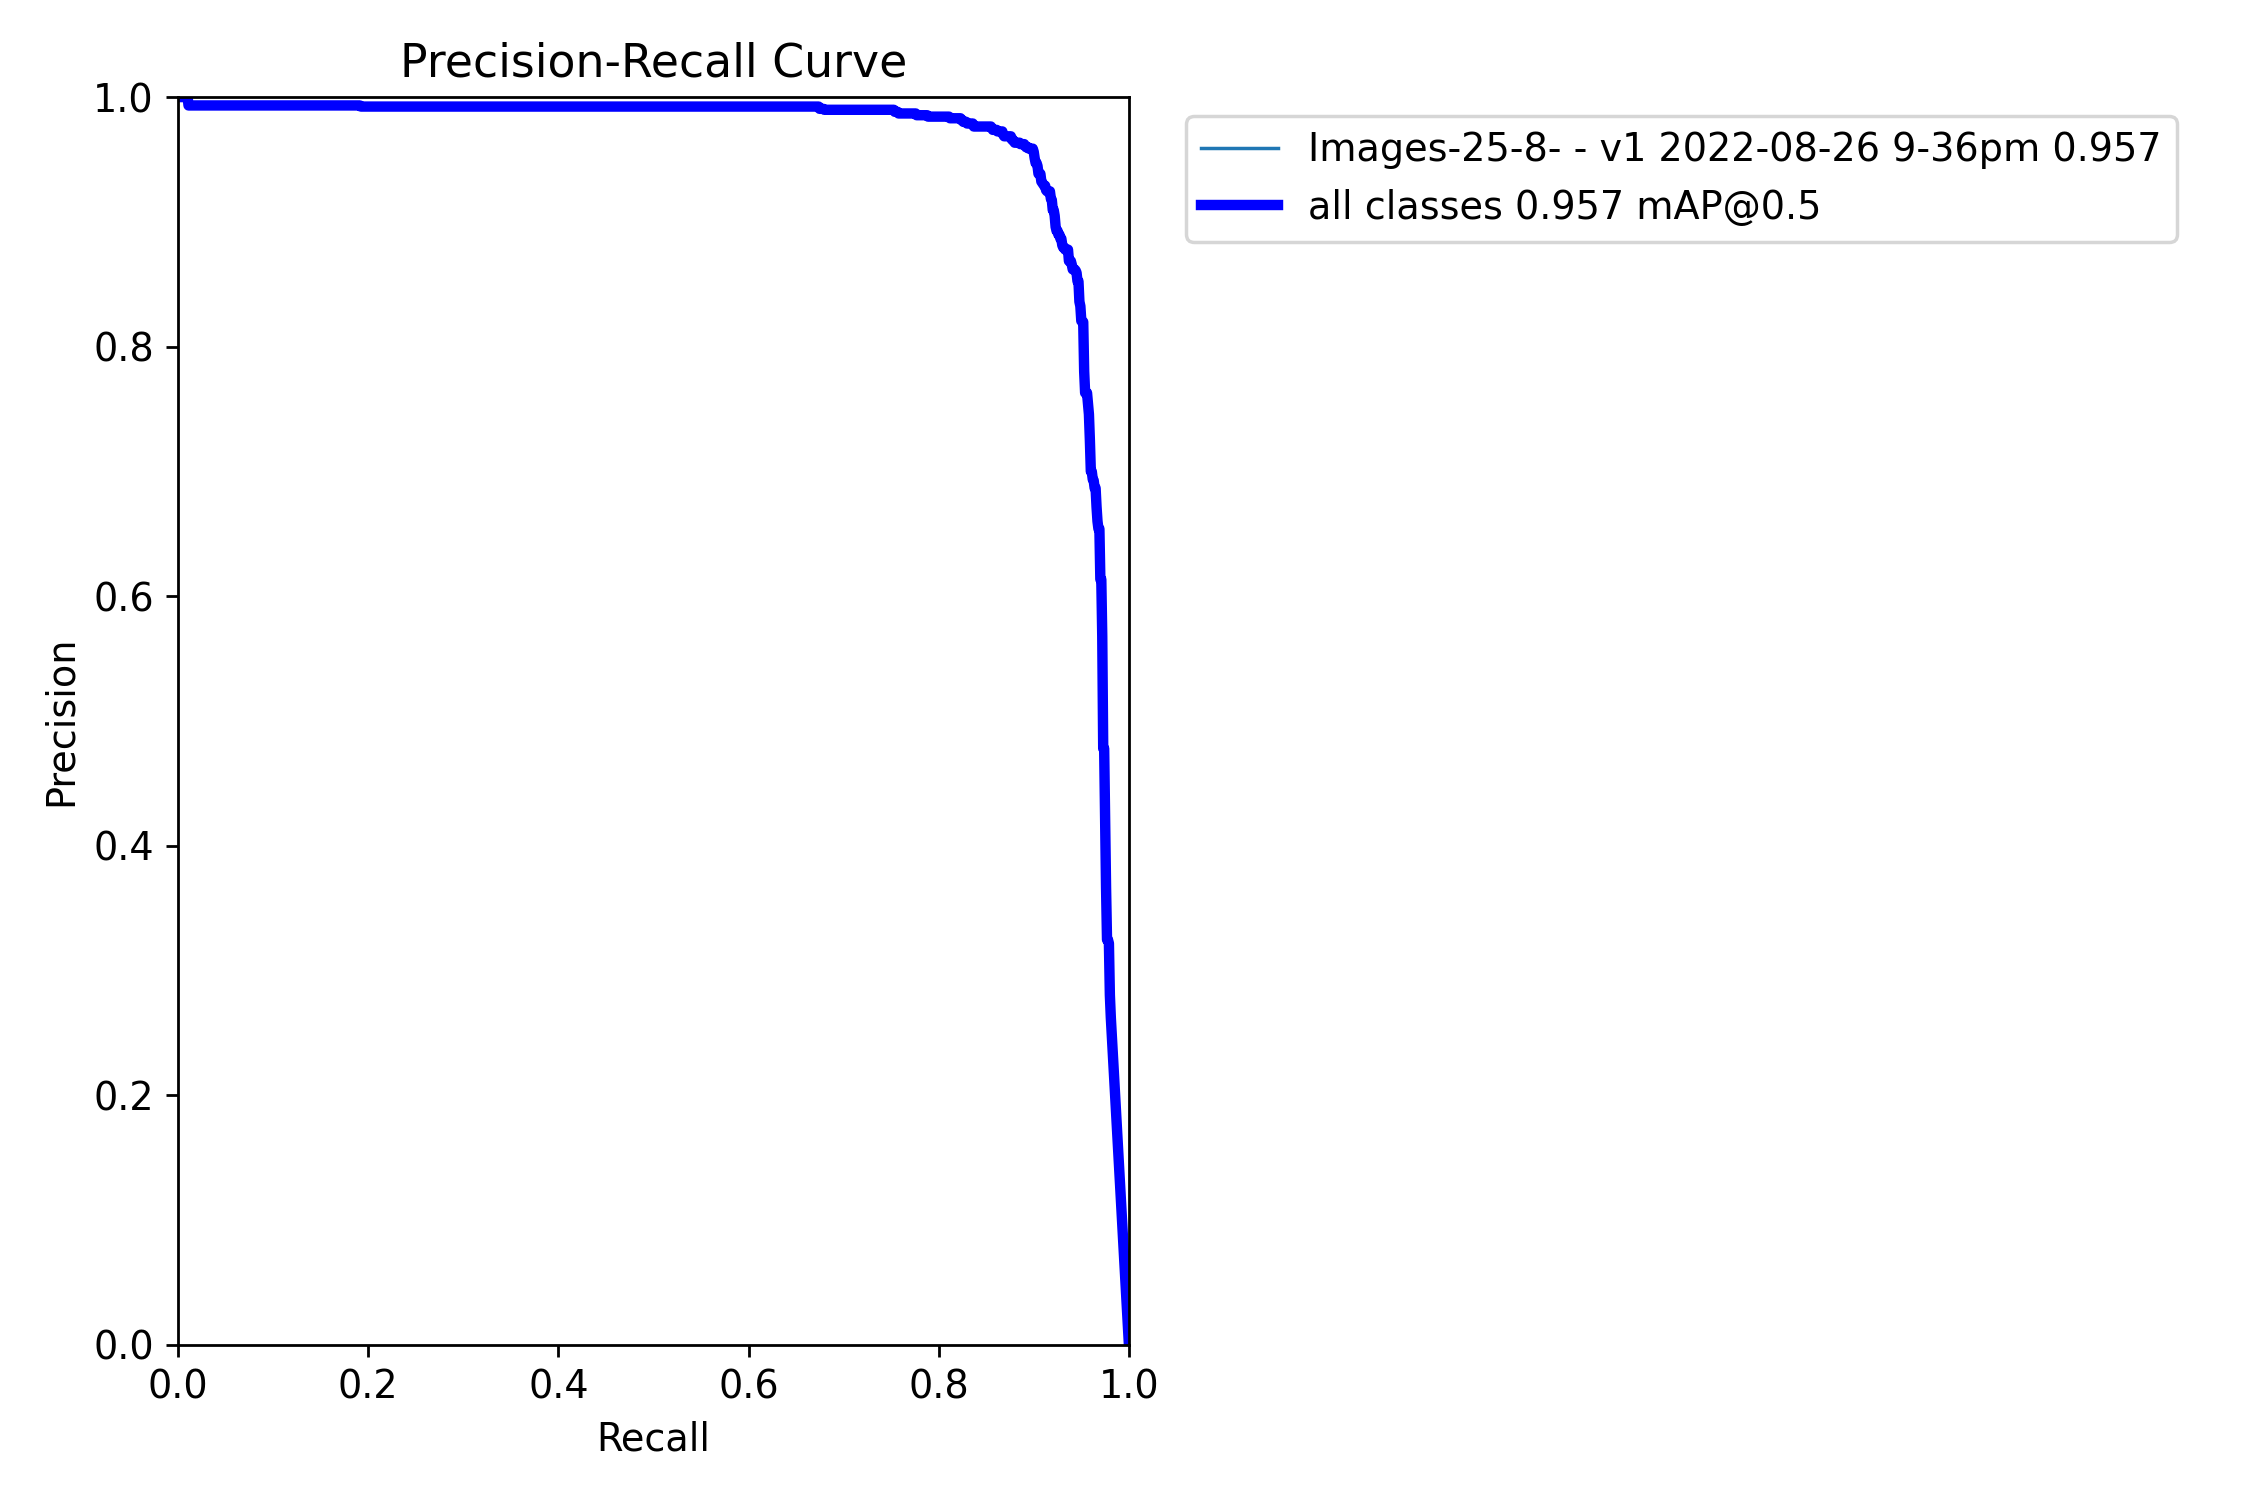 Precision-Recall Curve
1.0
0.8
0.6
0.4
0.2
0.0
Precision
0.0 0.2 0.4 0.6 0.8 1.0
Recall
Images-25-8- - v1 2022-08-26 9-36pm 0.957
all classes 0.957 mAP@0.5